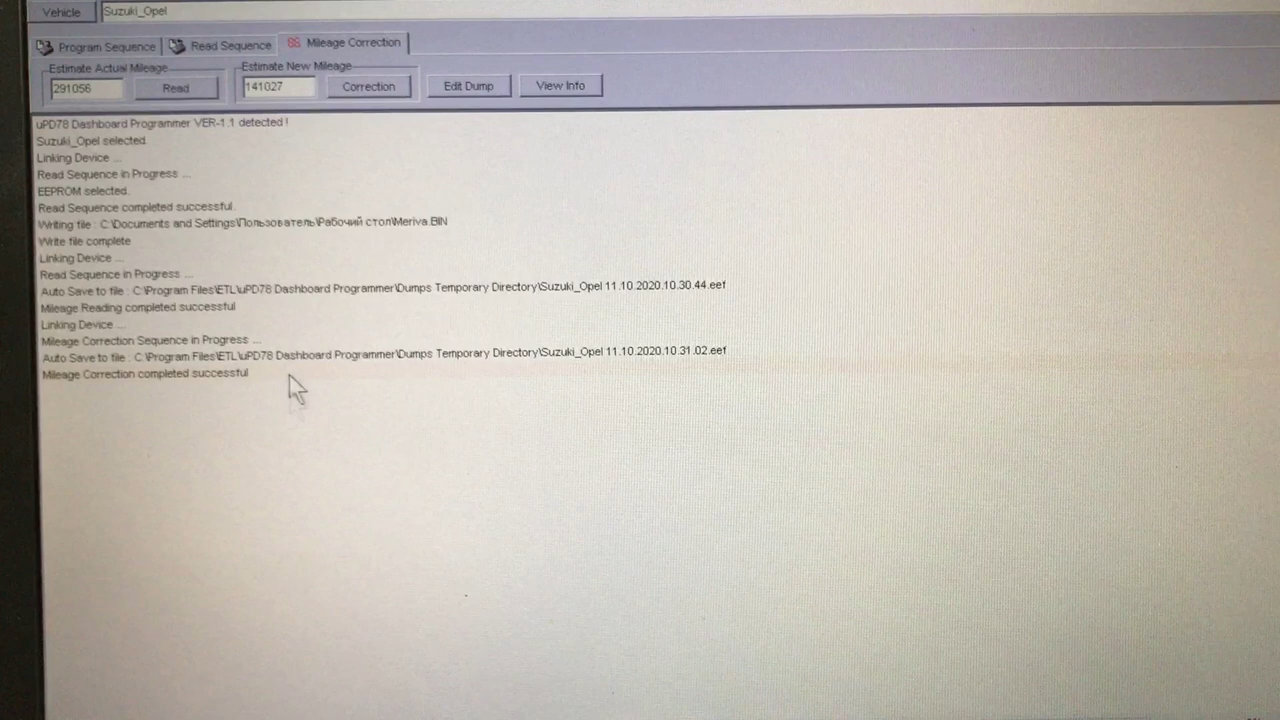 Vehicle Suzuki_Opel
Program Sequence Read Sequence Mileage Correction
Estimate Actual Mileage Estimate New Mileage
291056 Read 141027 Correction Edit Dump View Info
uPD78 Dashboard Programmer VER-1.1 detected !
Suzuki_Opel selected.
Linking Device ...
Read Sequence in Progress ...
EEPROM selected.
Read Sequence completed successful.
Writing file : C:\Documents and Settings\Пользователь\Рабочий стол\Meriva.BIN
Write file complete
Linking Device ...
Read Sequence in Progress ...
Auto Save to file : C:\Program Files\ETL\uPD78 Dashboard Programmer\Dumps Temporary Directory\Suzuki_Opel 11.10.2020.10.30.44.eef
Mileage Reading completed successful
Linking Device ...
Mileage Correction Sequence in Progress ...
Auto Save to file : C:\Program Files\ETL\uPD78 Dashboard Programmer\Dumps Temporary Directory\Suzuki_Opel 11.10.2020.10.31.02.eef
Mileage Correction completed successful